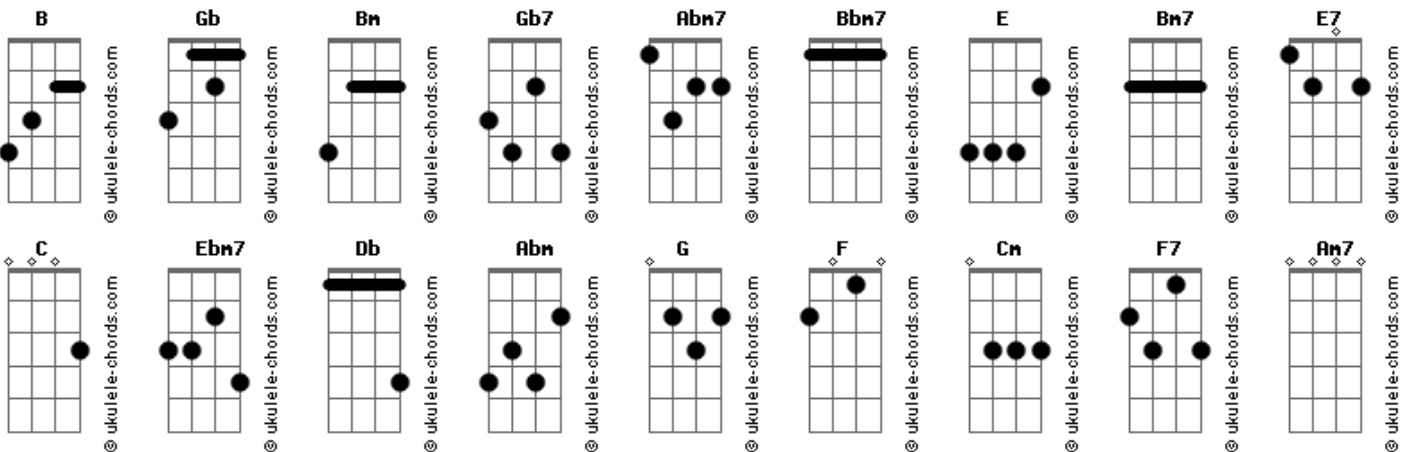 B Gb Bm Gb7 Abm7 Bbm7 E Bm7 E7
© ukulele-chords.com © ukulele-chords.com © ukulele-chords.com © ukulele-chords.com © ukulele-chords.com © ukulele-chords.com © ukulele-chords.com © ukulele-chords.com © ukulele-chords.com
C Ebm7 Db Abm G F Cm F7 Am7
© ukulele-chords.com © ukulele-chords.com © ukulele-chords.com © ukulele-chords.com © ukulele-chords.com © ukulele-chords.com © ukulele-chords.com © ukulele-chords.com © ukulele-chords.com